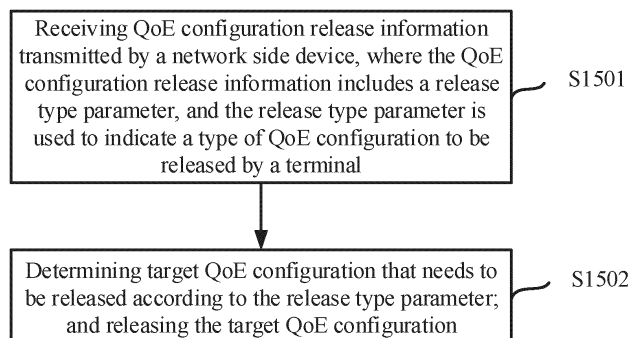 Receiving QoE configuration release information
transmitted by a network side device, where the QoE
configuration release information includes a release
type parameter, and the release type parameter is
used to indicate a type of QoE configuration to be
released by a terminal
S1501
Determining target QoE configuration that needs to
be released according to the release type parameter;
and releasing the target QoE configuration
S1502